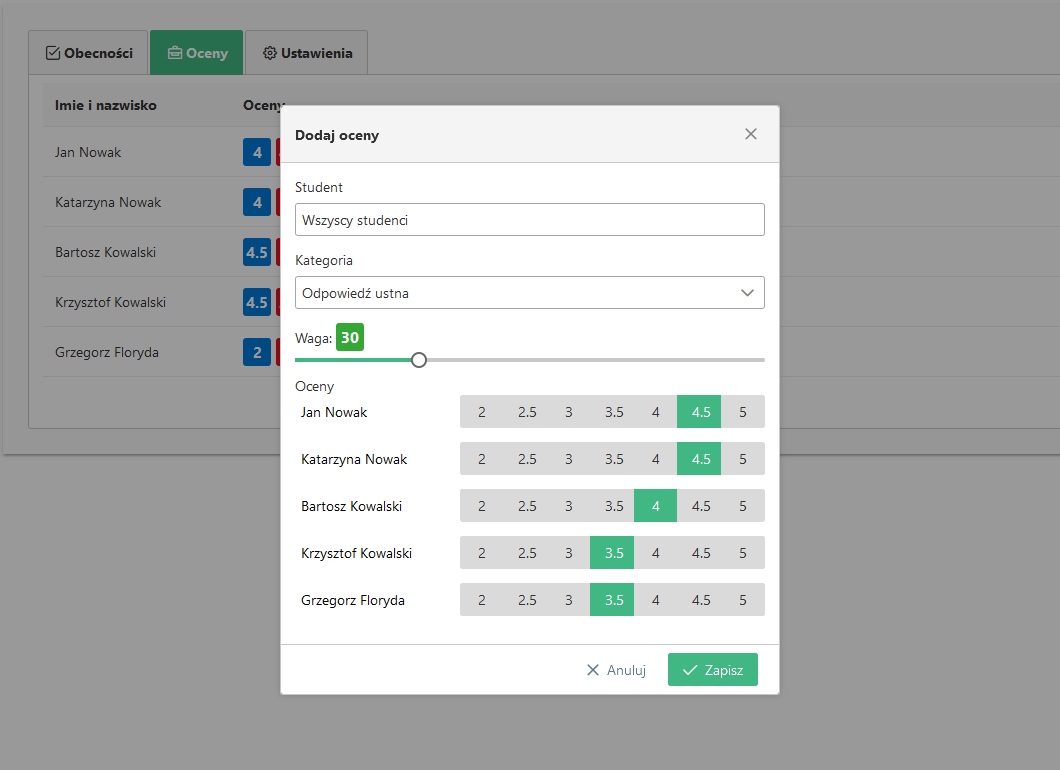 Obecności Oceny Ustawienia
Imie i nazwisko Oceny
Jan Nowak 4
Katarzyna Nowak 4
Bartosz Kowalski 4.5
Krzysztof Kowalski 4.5
Grzegorz Floryda 2
Dodaj oceny
Student
Wszyscy studenci
Kategoria
Odpowiedź ustna
Waga: 30
Oceny
Jan Nowak 2 2.5 3 3.5 4 4.5 5
Katarzyna Nowak 2 2.5 3 3.5 4 4.5 5
Bartosz Kowalski 2 2.5 3 3.5 4 4.5 5
Krzysztof Kowalski 2 2.5 3 3.5 4 4.5 5
Grzegorz Floryda 2 2.5 3 3.5 4 4.5 5
Anuluj Zapisz